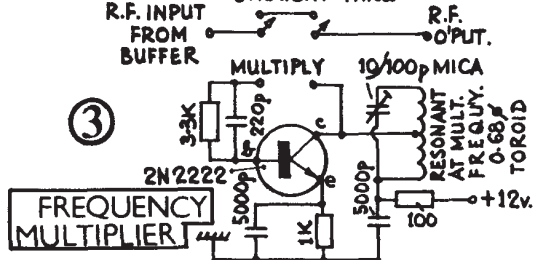 R.F. INPUT
FROM
BUFFER
R.F.
O'PUT.
MULTIPLY
10/100p MICA
3
3·3K
220p
b
c
e
2N2222
5000p
1K
5000p
100
+12v.
RESONANT
AT MULT.
FREQUY.
0·68"ø
TOROID
FREQUENCY
MULTIPLIER